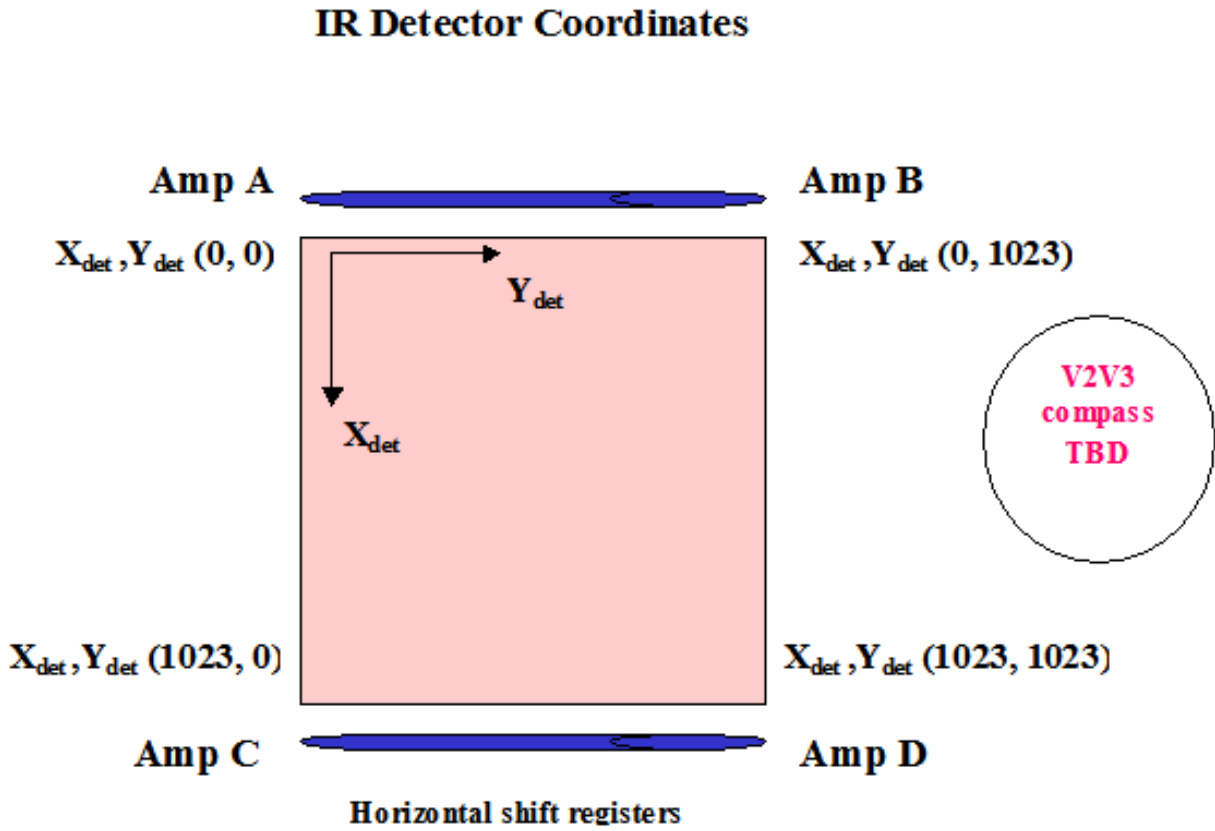 IR Detector Coordinates
Amp A
Amp B
Xdet ,Ydet (0, 0)
Xdet ,Ydet (0, 1023)
Ydet
Xdet
V2V3
compass
TBD
Xdet ,Ydet (1023, 0)
Xdet ,Ydet (1023, 1023)
Amp C
Amp D
Horizontal shift registers